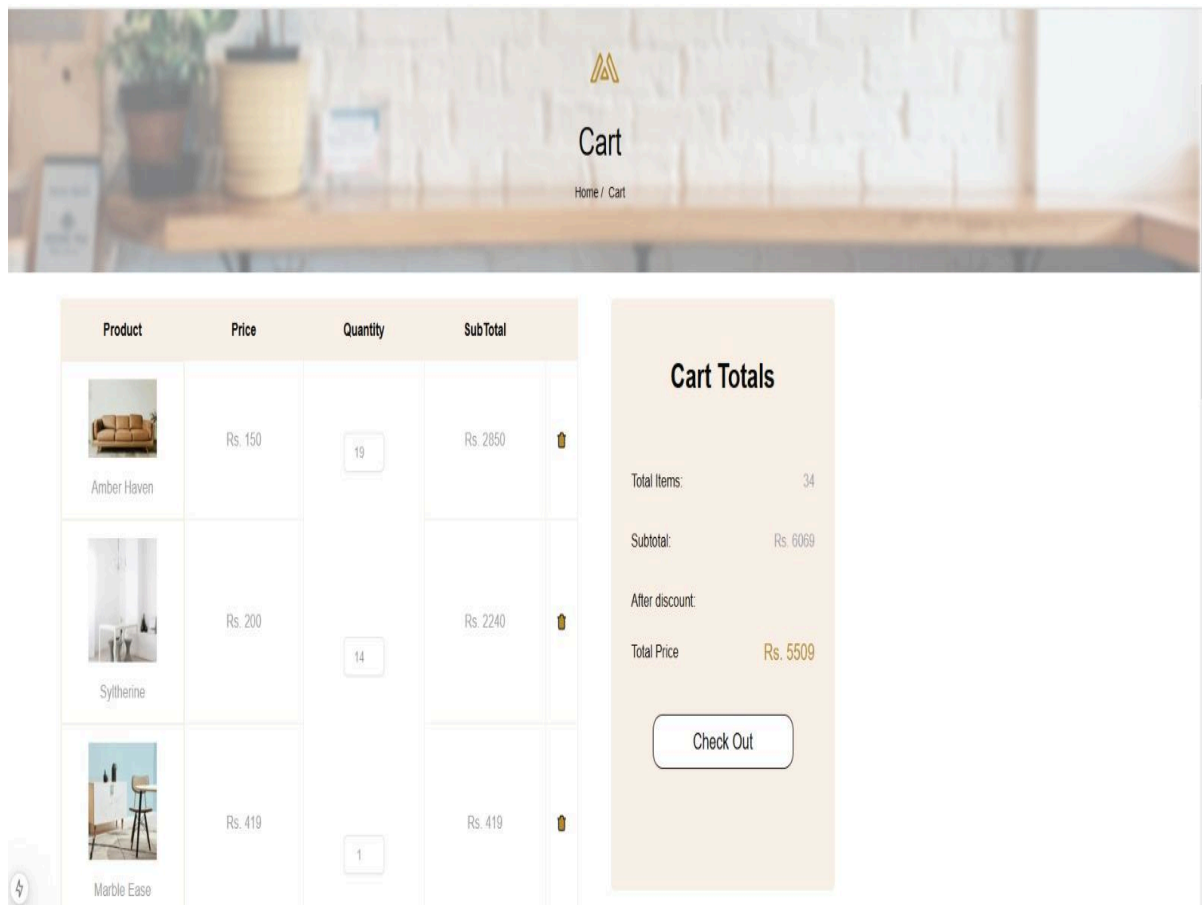 Cart
Home / Cart
Product Price Quantity SubTotal
Rs. 150 19 Rs. 2850
Amber Haven
Rs. 200 14 Rs. 2240
Syltherine
Rs. 419 1 Rs. 419
Marble Ease
Cart Totals
Total Items: 34
Subtotal: Rs. 6069
After discount:
Total Price Rs. 5509
Check Out